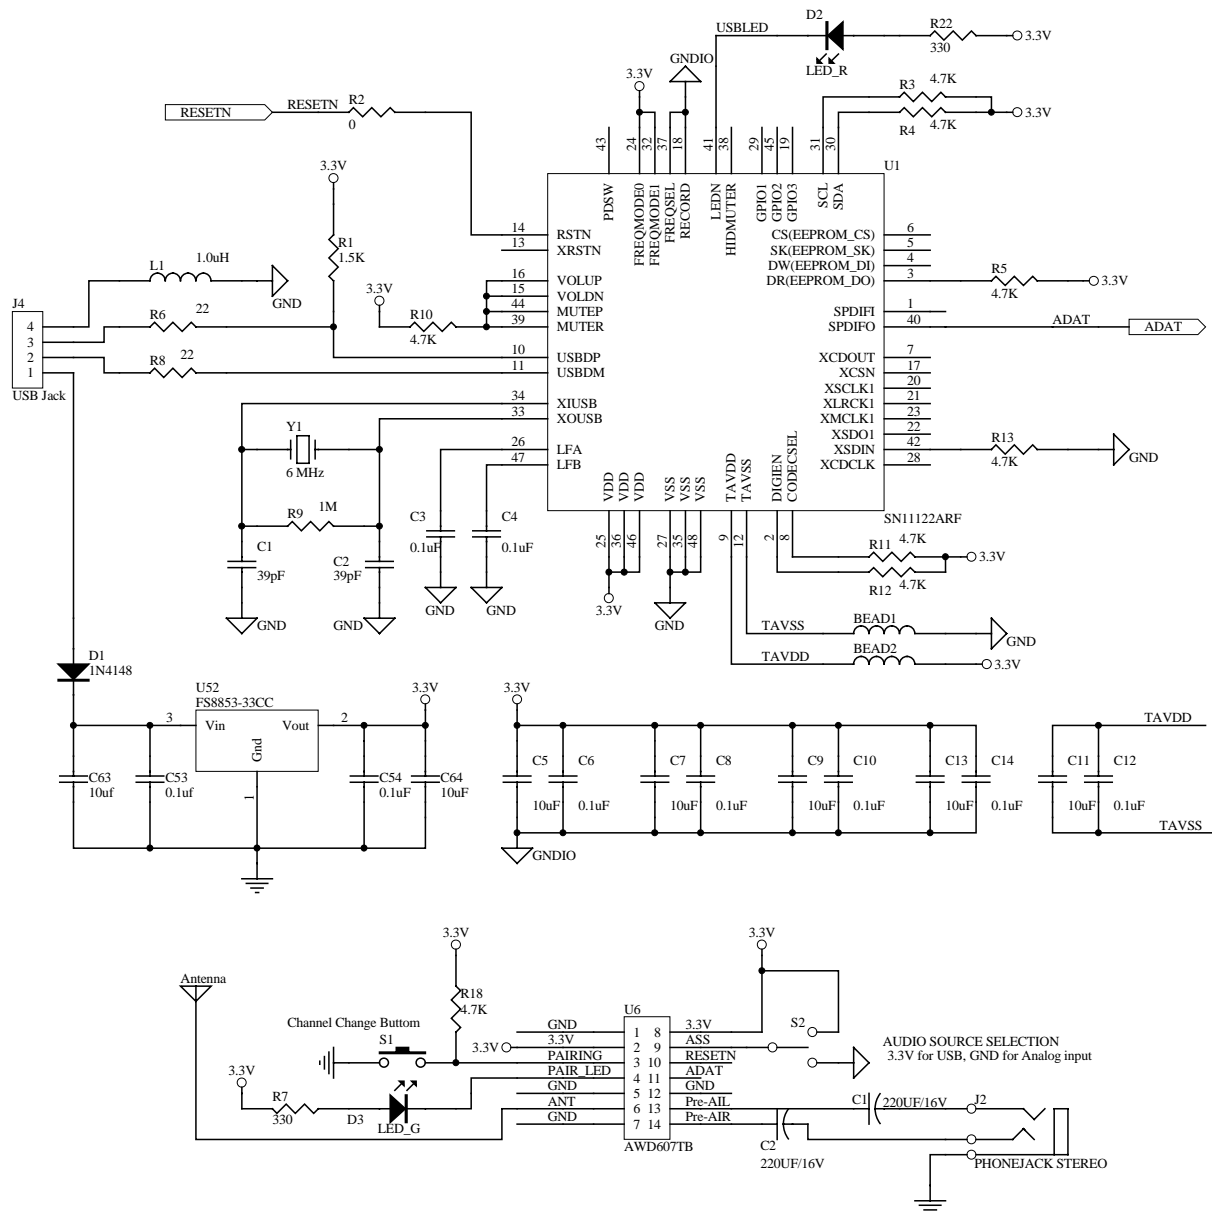 D2
USBLED
R22
330
3.3V
LED_R
GNDIO
3.3V
R3 4.7K
R4 4.7K
3.3V
RESETN
RESETN
R2
0
43
24
32
37
18
41
38
29
45
19
31
30
U1
PDSW
FREQMODE0
FREQMODE1
FREQSEL
RECORD
LEDN
HIDMUTER
GPIO1
GPIO2
GPIO3
SCL
SDA
3.3V
R1
1.5K
14 RSTN
13 XRSTN
16 VOLUP
15 VOLDN
44 MUTEP
39 MUTER
10 USBDP
11 USBDM
34 XIUSB
33 XOUSB
26 LFA
47 LFB
CS(EEPROM_CS) 6
SK(EEPROM_SK) 5
DW(EEPROM_DI) 4
DR(EEPROM_DO) 3
SPDIFI 1
SPDIFO 40
XCDOUT 7
XCSN 17
XSCLK1 20
XLRCK1 21
XMCLK1 23
XSDO1 22
XSDIN 42
XCDCLK 28
R5
4.7K
3.3V
ADAT
ADAT
R13
4.7K
GND
L1
1.0uH
GND
3.3V
R10
4.7K
J4
4
3
2
1
USB Jack
R6 22
R8 22
Y1
6 MHz
R9 1M
C1
39pF
C2
39pF
GND
GND
C3
0.1uF
C4
0.1uF
GND
GND
VDD
VDD
VDD
VSS
VSS
VSS
TAVDD
TAVSS
DIGIEN
CODECSEL
SN11122ARF
25
36
46
27
35
48
9
12
2
8
3.3V
GND
R11 4.7K
R12 4.7K
3.3V
TAVSS
BEAD1
GND
TAVDD
BEAD2
3.3V
D1
1N4148
U52
FS8853-33CC
3 Vin
Vout 2
Gnd
1
3.3V
C63
10uf
C53
0.1uf
C54
0.1uF
C64
10uF
3.3V
C5
10uF
C6
0.1uF
C7
10uF
C8
0.1uF
C9
10uF
C10
0.1uF
C13
10uF
C14
0.1uF
GNDIO
TAVDD
C11
10uF
C12
0.1uF
TAVSS
3.3V
3.3V
Antenna
R18
4.7K
Channel Change Buttom
S1
3.3V
R7
330
D3
LED_G
U6
GND 1
3.3V 3.3V 2
PAIRING 3
PAIR_LED 4
GND 5
ANT 6
GND 7
8 3.3V
9 ASS
10 RESETN
11 ADAT
12 GND
13 Pre-AIL
14 Pre-AIR
AWD607TB
S2
AUDIO SOURCE SELECTION
3.3V for USB, GND for Analog input
C1
220UF/16V
C2
220UF/16V
J2
PHONEJACK STEREO